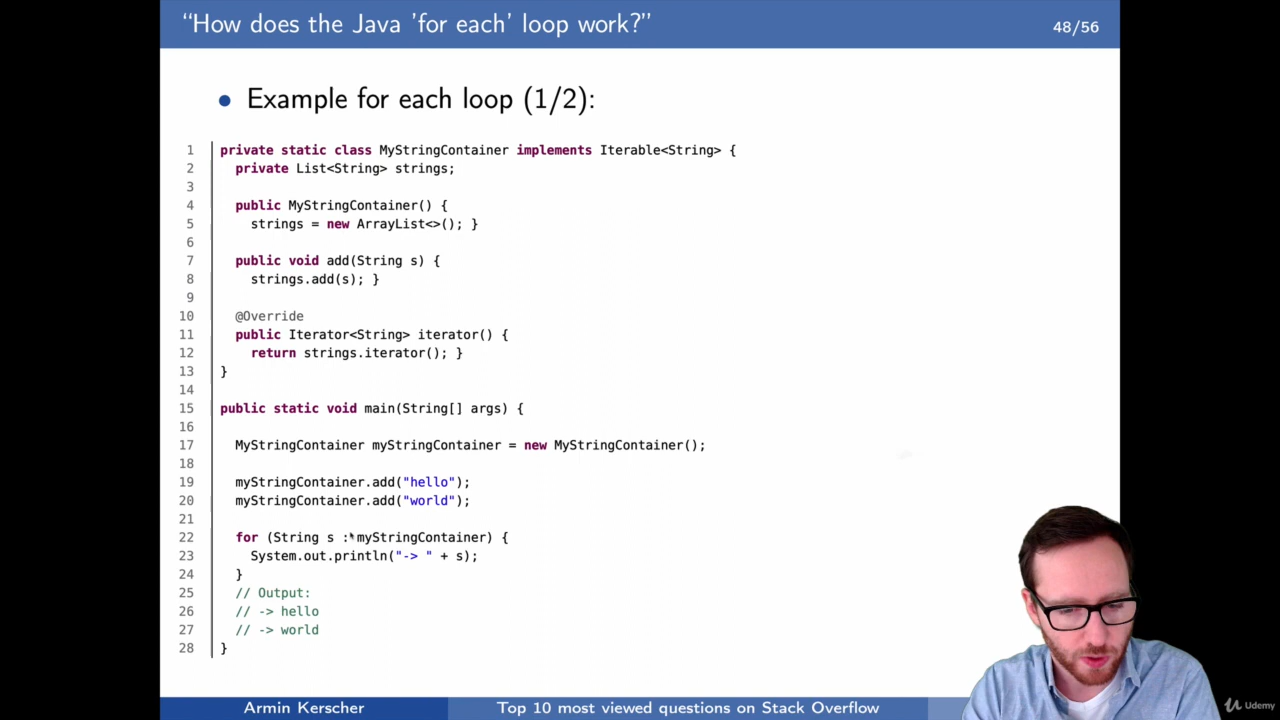 “How does the Java 'for each' loop work?”
48/56
• Example for each loop (1/2):
1 private static class MyStringContainer implements Iterable<String> {
2   private List<String> strings;
3
4   public MyStringContainer() {
5     strings = new ArrayList<>(); }
6
7   public void add(String s) {
8     strings.add(s); }
9
10   @Override
11   public Iterator<String> iterator() {
12     return strings.iterator(); }
13 }
14
15 public static void main(String[] args) {
16
17   MyStringContainer myStringContainer = new MyStringContainer();
18
19   myStringContainer.add("hello");
20   myStringContainer.add("world");
21
22   for (String s : myStringContainer) {
23     System.out.println("-> " + s);
24   }
25   // Output:
26   // -> hello
27   // -> world
28 }
Armin Kerscher
Top 10 most viewed questions on Stack Overflow
Udemy